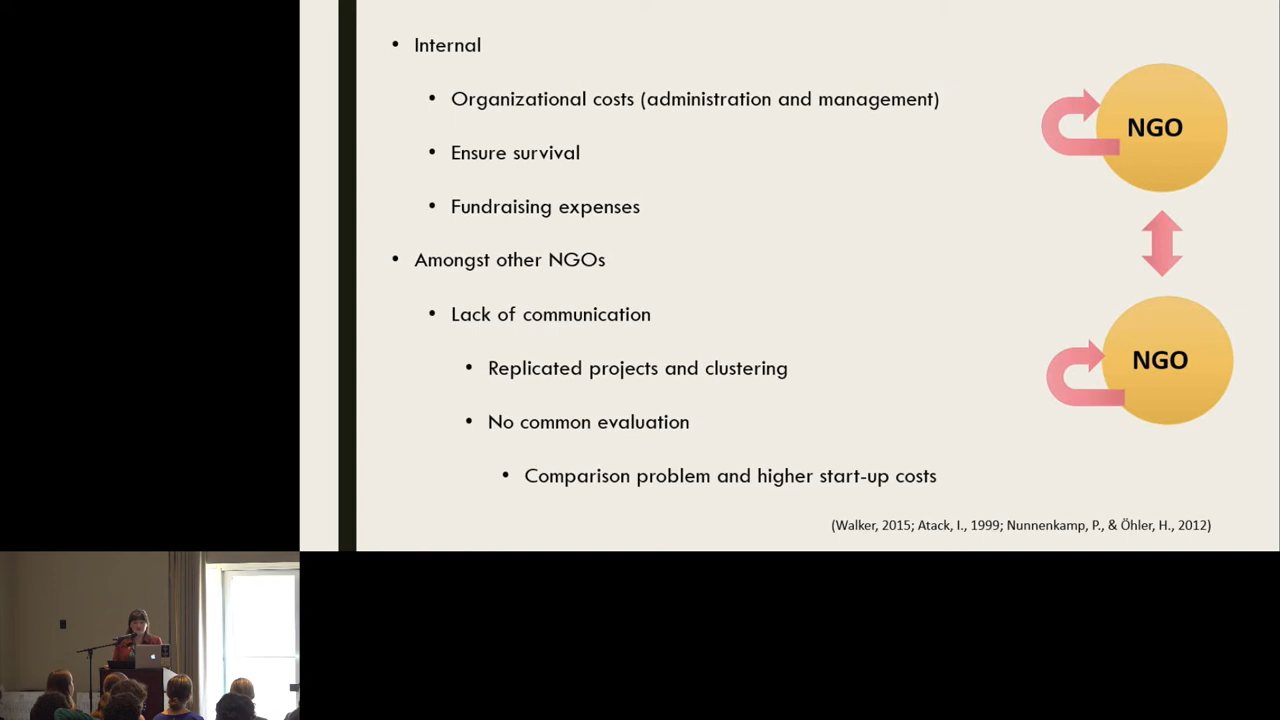 Internal
Organizational costs (administration and management)
Ensure survival
Fundraising expenses
Amongst other NGOs
Lack of communication
Replicated projects and clustering
No common evaluation
Comparison problem and higher start-up costs
(Walker, 2015; Atack, I., 1999; Nunnenkamp, P., & Öhler, H., 2012)
NGO
NGO